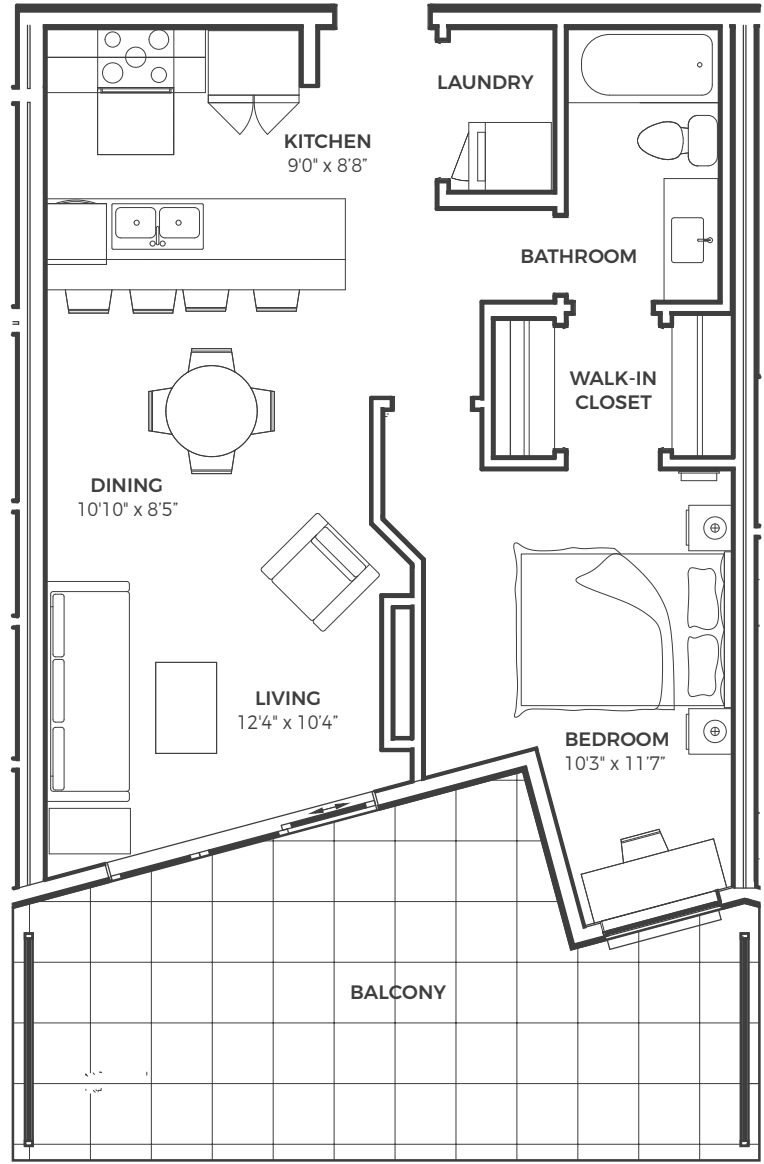 LAUNDRY
KITCHEN
9'0" x 8'8"
BATHROOM
WALK-IN
CLOSET
DINING
10'10" x 8'5"
LIVING
12'4" x 10'4"
BEDROOM
10'3" x 11'7"
BALCONY